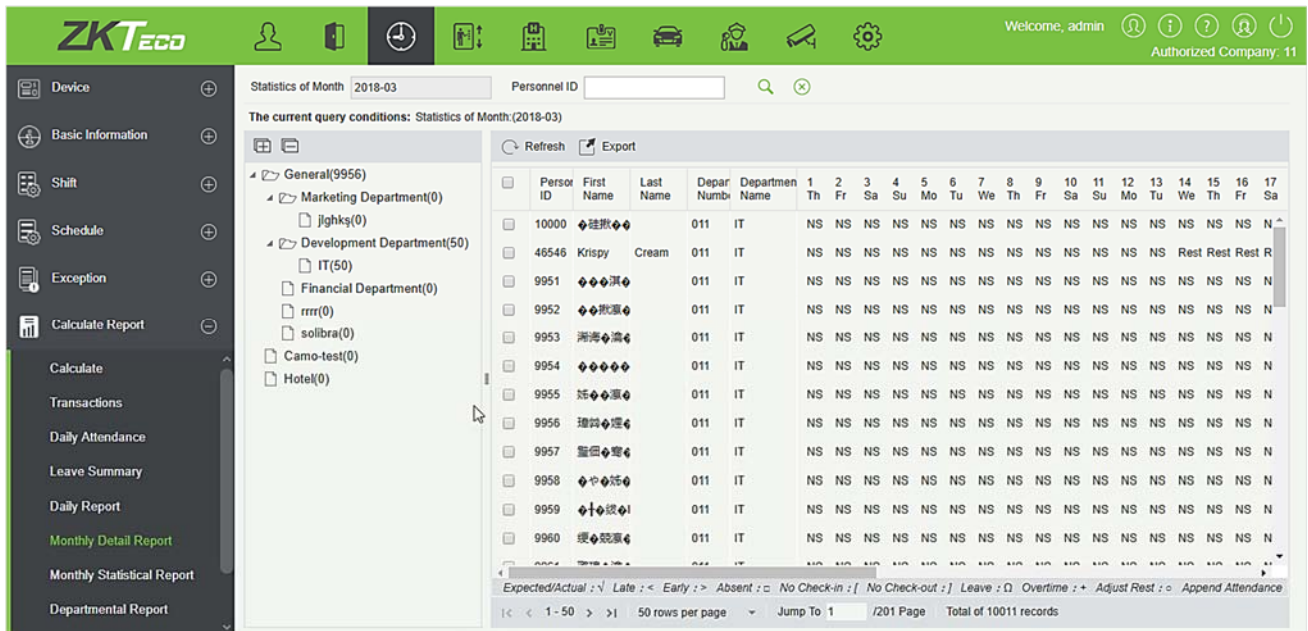 ZKTeco
Welcome, admin
Authorized Company: 11
Device
Basic Information
Shift
Schedule
Exception
Calculate Report
Calculate
Transactions
Daily Attendance
Leave Summary
Daily Report
Monthly Detail Report
Monthly Statistical Report
Departmental Report
Statistics of Month 2018-03 Personnel ID
The current query conditions: Statistics of Month:(2018-03)
General(9956)
Marketing Department(0)
jlghkş(0)
Development Department(50)
IT(50)
Financial Department(0)
rrrr(0)
solibra(0)
Camo-test(0)
Hotel(0)
Refresh Export
Person ID First Name Last Name Depar Numbe Departmen Name 1 Th 2 Fr 3 Sa 4 Su 5 Mo 6 Tu 7 We 8 Th 9 Fr 10 Sa 11 Su 12 Mo 13 Tu 14 We 15 Th 16 Fr 17 Sa
10000 011 IT NS NS NS NS NS NS NS NS NS NS NS NS NS NS NS NS N
46546 Krispy Cream 011 IT NS NS NS NS NS NS NS NS NS NS NS NS NS Rest Rest Rest R
9951 011 IT NS NS NS NS NS NS NS NS NS NS NS NS NS NS NS NS N
9952 011 IT NS NS NS NS NS NS NS NS NS NS NS NS NS NS NS NS N
9953 011 IT NS NS NS NS NS NS NS NS NS NS NS NS NS NS NS NS N
9954 ����� 011 IT NS NS NS NS NS NS NS NS NS NS NS NS NS NS NS NS N
9955 011 IT NS NS NS NS NS NS NS NS NS NS NS NS NS NS NS NS N
9956 011 IT NS NS NS NS NS NS NS NS NS NS NS NS NS NS NS NS N
9957 011 IT NS NS NS NS NS NS NS NS NS NS NS NS NS NS NS NS N
9958 011 IT NS NS NS NS NS NS NS NS NS NS NS NS NS NS NS NS N
9959 011 IT NS NS NS NS NS NS NS NS NS NS NS NS NS NS NS NS N
9960 011 IT NS NS NS NS NS NS NS NS NS NS NS NS NS NS NS NS N
Expected/Actual : √ Late : < Early : > Absent : □ No Check-in : [ No Check-out : ] Leave : Ω Overtime : + Adjust Rest : ○ Append Attendance
1 - 50 50 rows per page Jump To 1 /201 Page Total of 10011 records